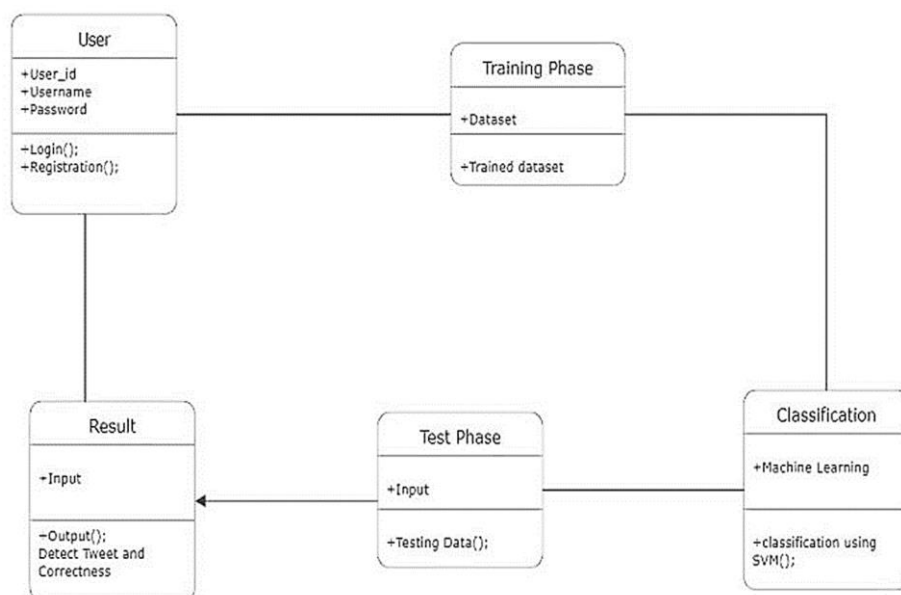 User
+User_id
+Username
+Password
+Login();
+Registration();
Training Phase
+Dataset
+Trained dataset
Result
+Input
+Output();
Detect Tweet and
Correctness
Test Phase
+Input
+Testing Data();
Classification
+Machine Learning
+classification using
SVM();